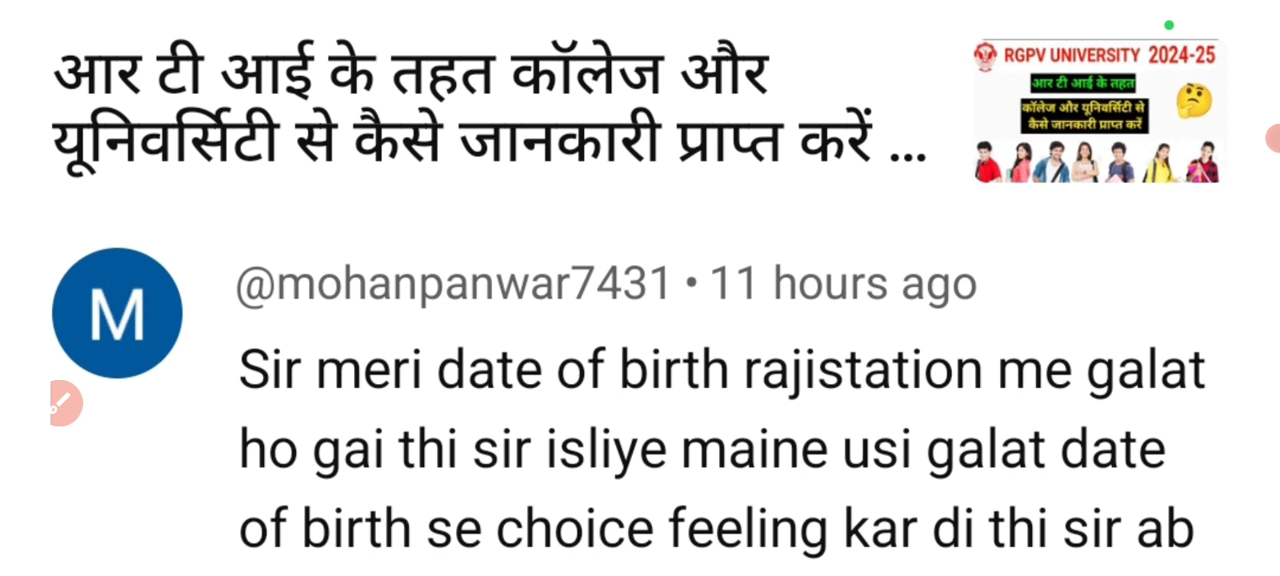 आर टी आई के तहत कॉलेज और
यूनिवर्सिटी से कैसे जानकारी प्राप्त करें ...
RGPV UNIVERSITY 2024-25
आर टी आई के तहत
कॉलेज और यूनिवर्सिटी से
कैसे जानकारी प्राप्त करें
M
@mohanpanwar7431 • 11 hours ago
Sir meri date of birth rajistation me galat
ho gai thi sir isliye maine usi galat date
of birth se choice feeling kar di thi sir ab